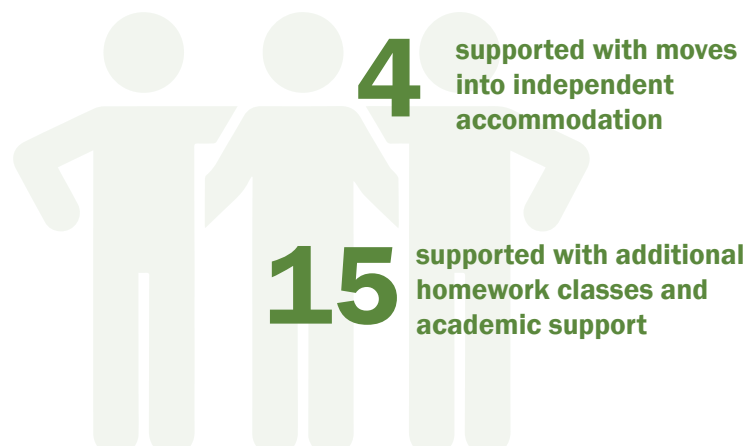 4
supported with moves
into independent
accommodation
15
supported with additional
homework classes and
academic support